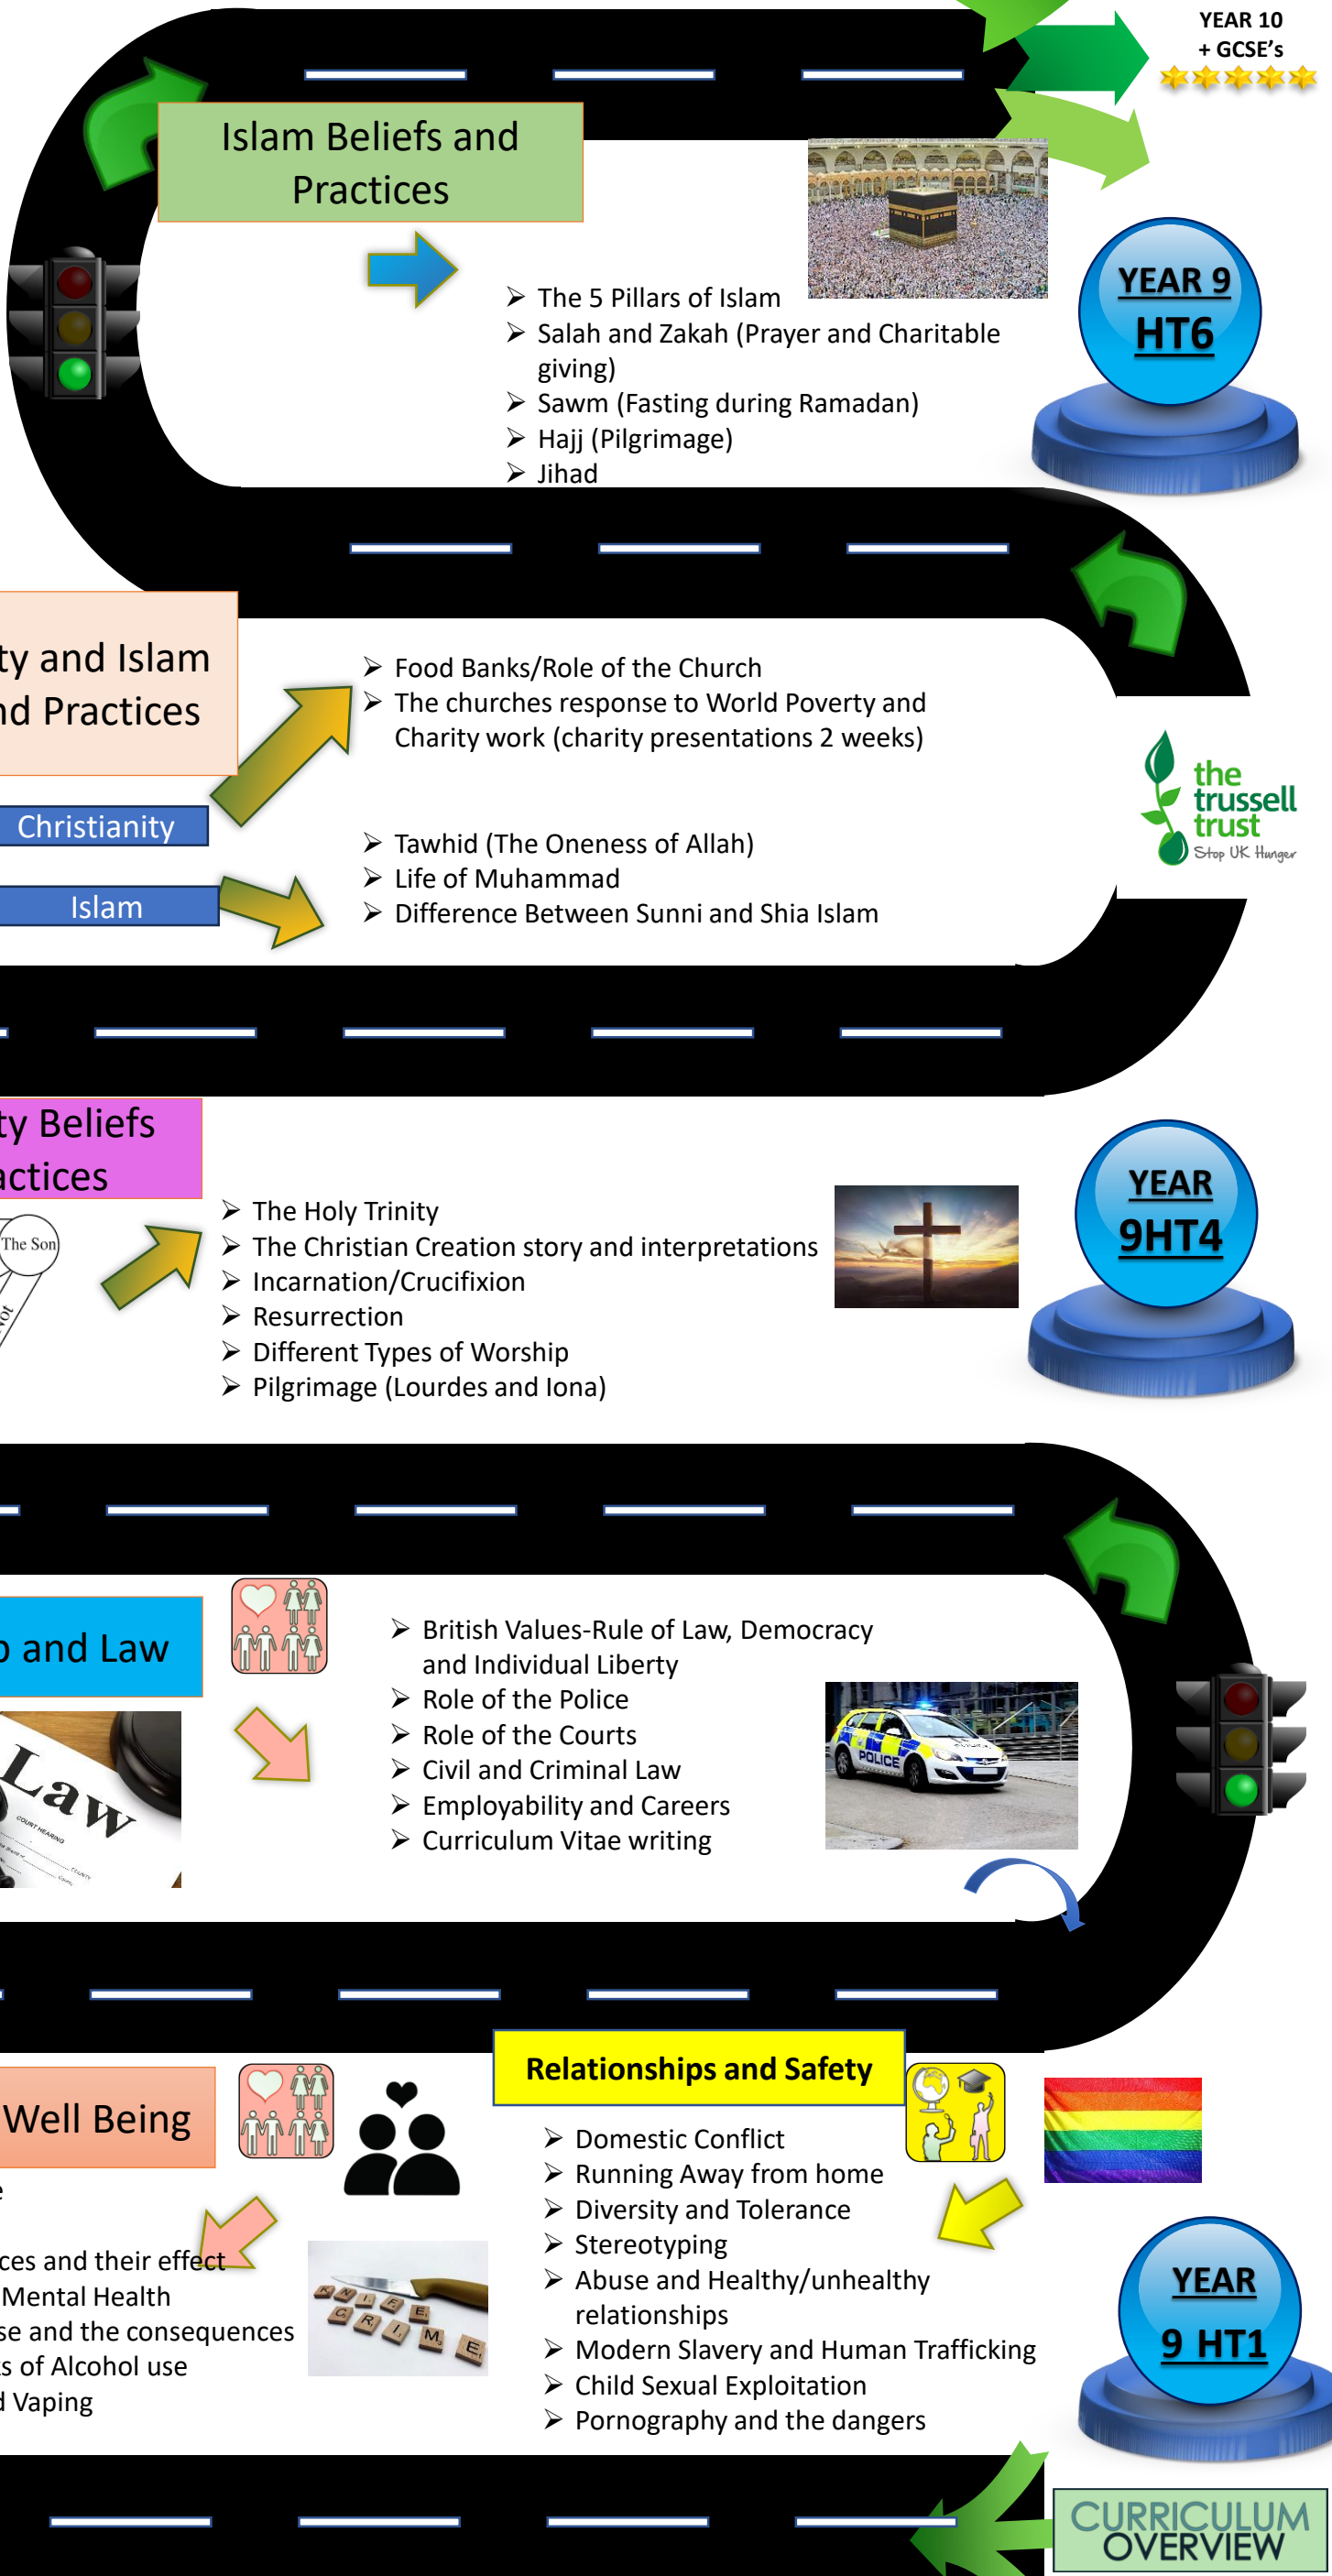 YEAR 10
+ GCSE's
Islam Beliefs and
Practices
➢ The 5 Pillars of Islam
➢ Salah and Zakah (Prayer and Charitable
giving)
➢ Sawm (Fasting during Ramadan)
➢ Hajj (Pilgrimage)
➢ Jihad
YEAR 9
HT6
ty and Islam
nd Practices
Christianity
Islam
➢ Food Banks/Role of the Church
➢ The churches response to World Poverty and
Charity work (charity presentations 2 weeks)
➢ Tawhid (The Oneness of Allah)
➢ Life of Muhammad
➢ Difference Between Sunni and Shia Islam
the
trussell
trust
Stop UK Hunger
ty Beliefs
actices
The Son
Not
➢ The Holy Trinity
➢ The Christian Creation story and interpretations
➢ Incarnation/Crucifixion
➢ Resurrection
➢ Different Types of Worship
➢ Pilgrimage (Lourdes and Iona)
YEAR
9HT4
p and Law
Law
COURT HEARING
➢ British Values-Rule of Law, Democracy
and Individual Liberty
➢ Role of the Police
➢ Role of the Courts
➢ Civil and Criminal Law
➢ Employability and Careers
➢ Curriculum Vitae writing
POLICE
Well Being
e
ces and their effect
Mental Health
se and the consequences
ks of Alcohol use
d Vaping
KNIFE
CRIME
Relationships and Safety
➢ Domestic Conflict
➢ Running Away from home
➢ Diversity and Tolerance
➢ Stereotyping
➢ Abuse and Healthy/unhealthy
relationships
➢ Modern Slavery and Human Trafficking
➢ Child Sexual Exploitation
➢ Pornography and the dangers
YEAR
9 HT1
CURRICULUM
OVERVIEW